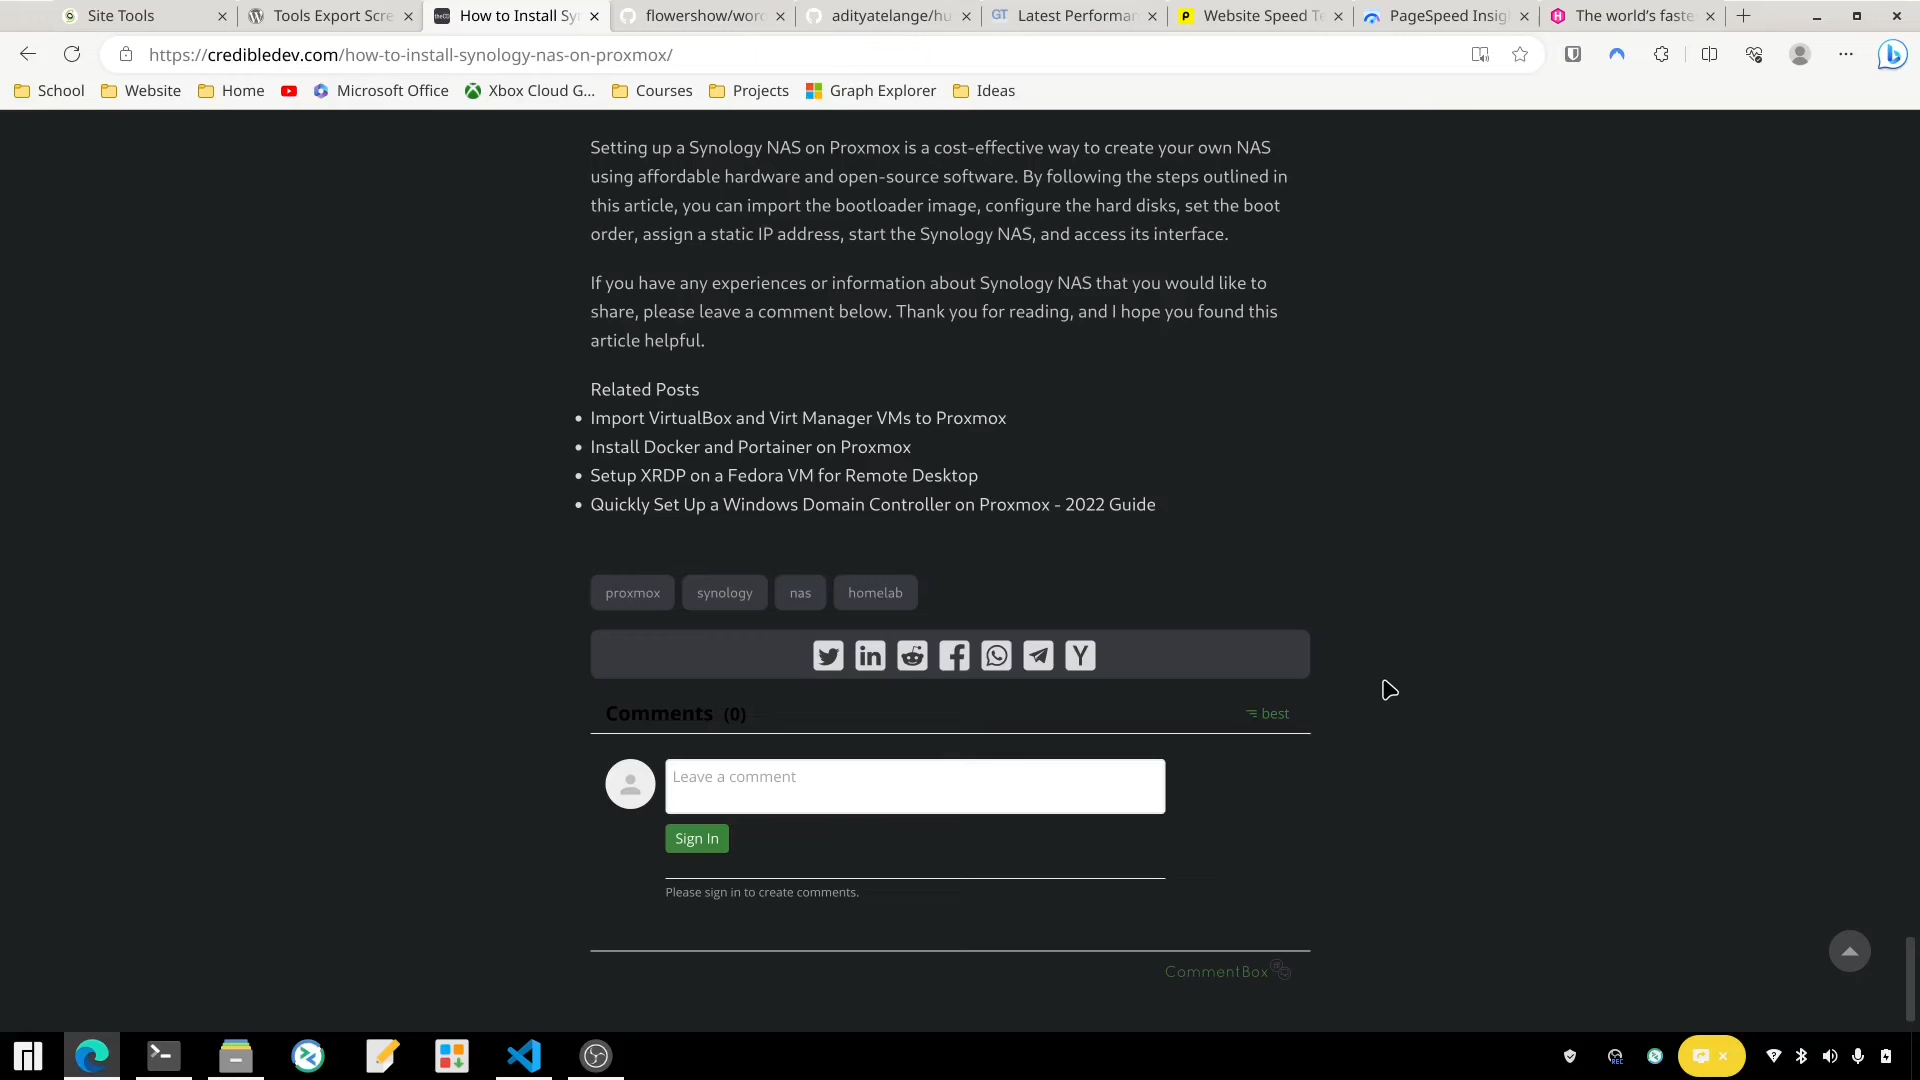 Site Tools
Tools Export Scre
How to Install Sy
flowershow/word
adityatelange/hu
Latest Performan
Website Speed Te
PageSpeed Insigh
The world's faste
https://credibledev.com/how-to-install-synology-nas-on-proxmox/
School
Website
Home
Microsoft Office
Xbox Cloud G...
Courses
Projects
Graph Explorer
Ideas
Setting up a Synology NAS on Proxmox is a cost-effective way to create your own NAS
using affordable hardware and open-source software. By following the steps outlined in
this article, you can import the bootloader image, configure the hard disks, set the boot
order, assign a static IP address, start the Synology NAS, and access its interface.
If you have any experiences or information about Synology NAS that you would like to
share, please leave a comment below. Thank you for reading, and I hope you found this
article helpful.
Related Posts
Import VirtualBox and Virt Manager VMs to Proxmox
Install Docker and Portainer on Proxmox
Setup XRDP on a Fedora VM for Remote Desktop
Quickly Set Up a Windows Domain Controller on Proxmox - 2022 Guide
proxmox
synology
nas
homelab
Comments (0)
best
Leave a comment
Sign In
Please sign in to create comments.
CommentBox